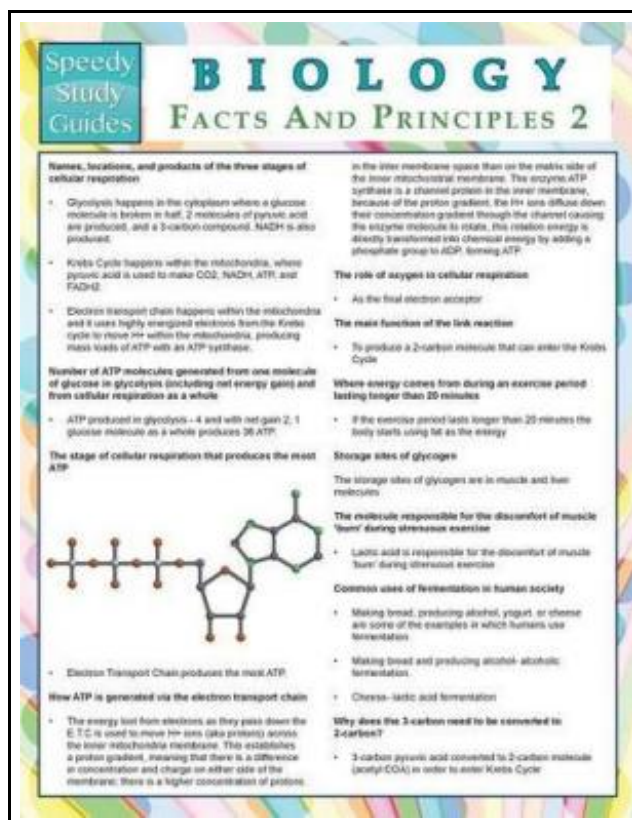 Speedy
Study
Guides
BIOLOGY
FACTS AND PRINCIPLES 2
Names, locations, and products of the three stages of
cellular respiration
• Glycolysis happens in the cytoplasm where a glucose
molecule is broken in half, 2 molecules of pyruvic acid
are produced, and a 3-carbon compound. NADH is also
produced.
• Krebs Cycle happens within the mitochondria, where
pyruvic acid is used to make CO2, NADH, ATP, and
FADH2.
• Electron transport chain happens within the mitochondria
and it uses highly energized electrons from the Krebs
cycle to move H+ within the mitochondria, producing
mass loads of ATP with an ATP synthase.
Number of ATP molecules generated from one molecule
of glucose in glycolysis (including net energy gain) and
from cellular respiration as a whole
• ATP produced in glycolysis - 4 and with net gain 2; 1
glucose molecule as a whole produces 36 ATP.
The stage of cellular respiration that produces the most
ATP
• Electron Transport Chain produces the most ATP.
How ATP is generated via the electron transport chain
• The energy lost from electrons as they pass down the
E.T.C is used to move H+ ions (aka protons) across
the inner mitochondria membrane. This establishes
a proton gradient, meaning that there is a difference
in concentration and charge on either side of the
membrane; there is a higher concentration of protons
in the inter membrane space than on the matrix side of
the inner mitochondrial membrane. The enzyme ATP
synthase is a channel protein in the inner membrane,
because of the proton gradient, the H+ ions diffuse down
their concentration gradient through the channel causing
the enzyme molecule to rotate, this rotation energy is
directly transformed into chemical energy by adding a
phosphate group to ADP, forming ATP.
The role of oxygen in cellular respiration
• As the final electron acceptor
The main function of the link reaction
• To produce a 2-carbon molecule that can enter the Krebs
Cycle
Where energy comes from during an exercise period
lasting longer than 20 minutes
• If the exercise period lasts longer than 20 minutes the
body starts using fat as the energy
Storage sites of glycogen
The storage sites of glycogen are in muscle and liver
molecules
The molecule responsible for the discomfort of muscle
'burn' during strenuous exercise
• Lactic acid is responsible for the discomfort of muscle
'burn' during strenuous exercise
Common uses of fermentation in human society
• Making bread, producing alcohol, yogurt, or cheese
are some of the examples in which humans use
fermentation
• Making bread and producing alcohol- alcoholic
fermentation.
• Cheese- lactic acid fermentation
Why does the 3-carbon need to be converted to
2-carbon?
• 3-carbon pyruvic acid converted to 2-carbon molecule
(acetyl COA) in order to enter Krebs Cycle